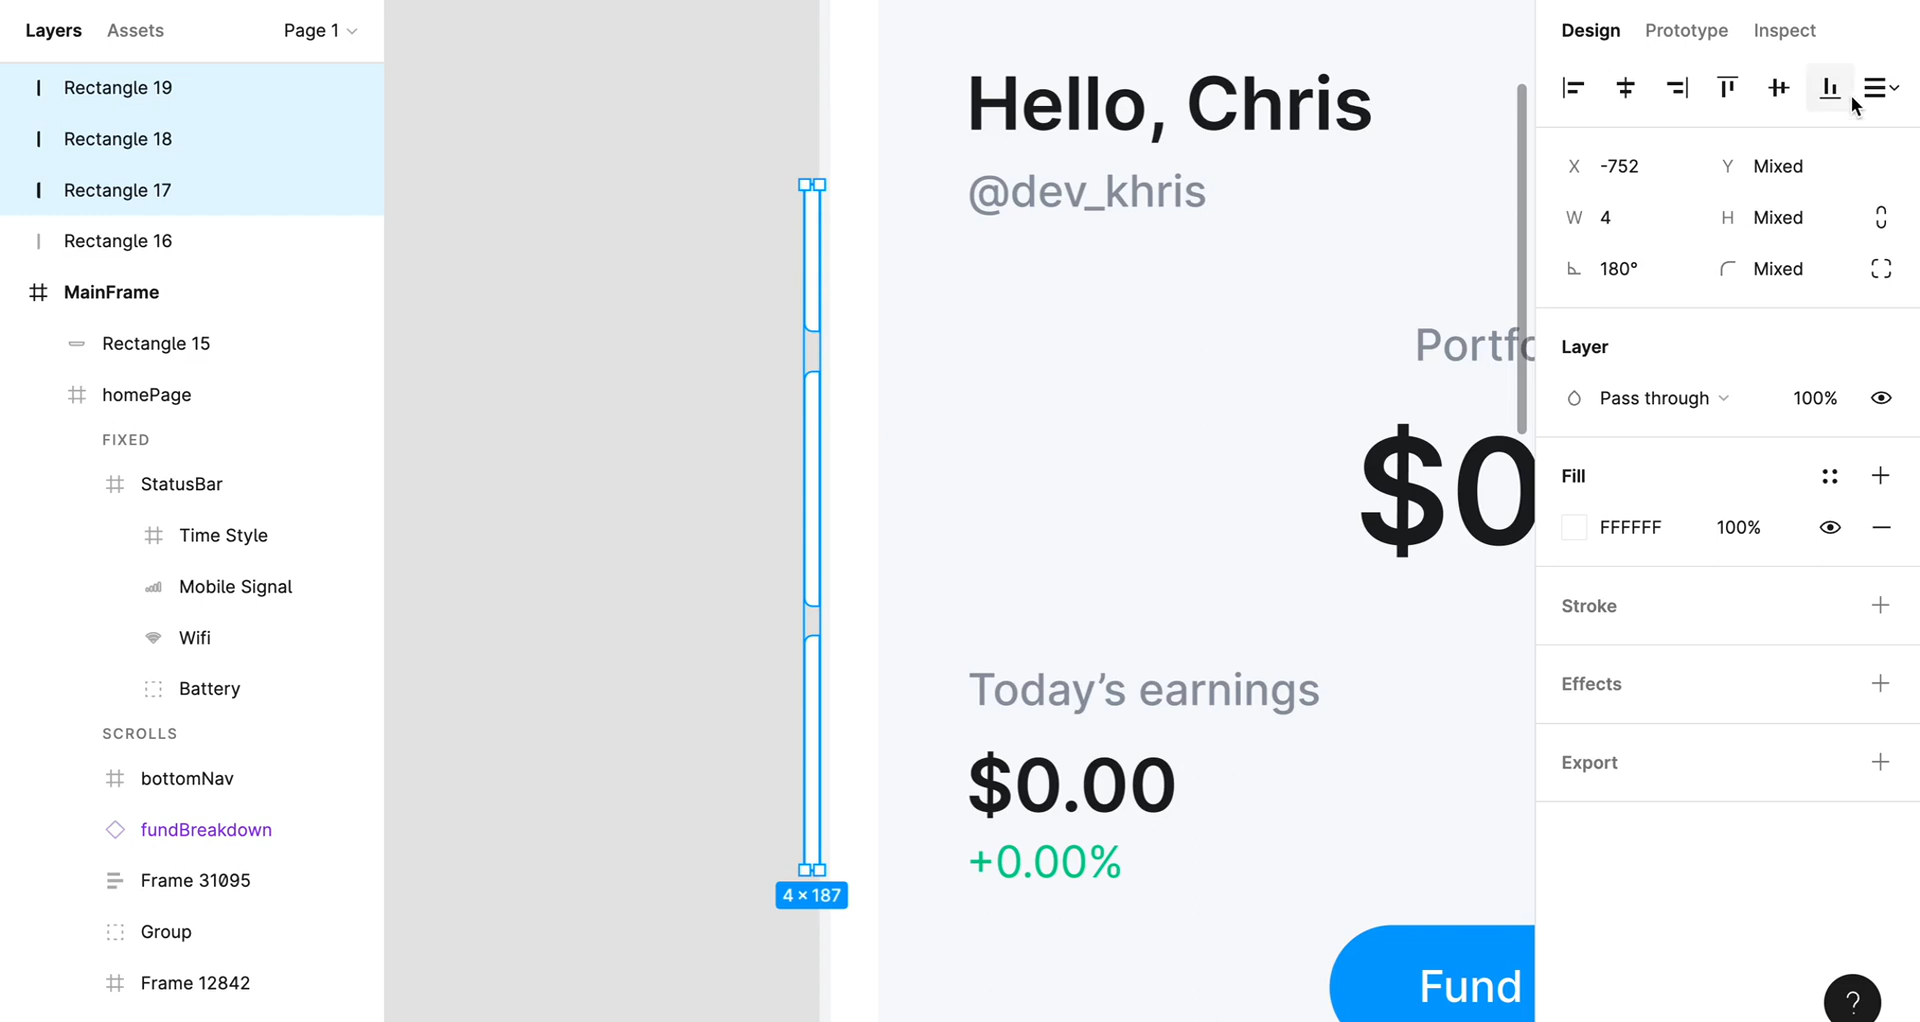 Layers Assets Page 1
Rectangle 19
Rectangle 18
Rectangle 17
Rectangle 16
MainFrame
Rectangle 15
homePage
FIXED
StatusBar
Time Style
Mobile Signal
Wifi
Battery
SCROLLS
bottomNav
fundBreakdown
Frame 31095
Group
Frame 12842
4 × 187
Hello, Chris
@dev_khris
Portfo
$0
Today’s earnings
$0.00
+0.00%
Fund
Design Prototype Inspect
X -752 Y Mixed
W 4 H Mixed
180° Mixed
Layer
Pass through 100%
Fill
FFFFFF 100%
Stroke
Effects
Export
?